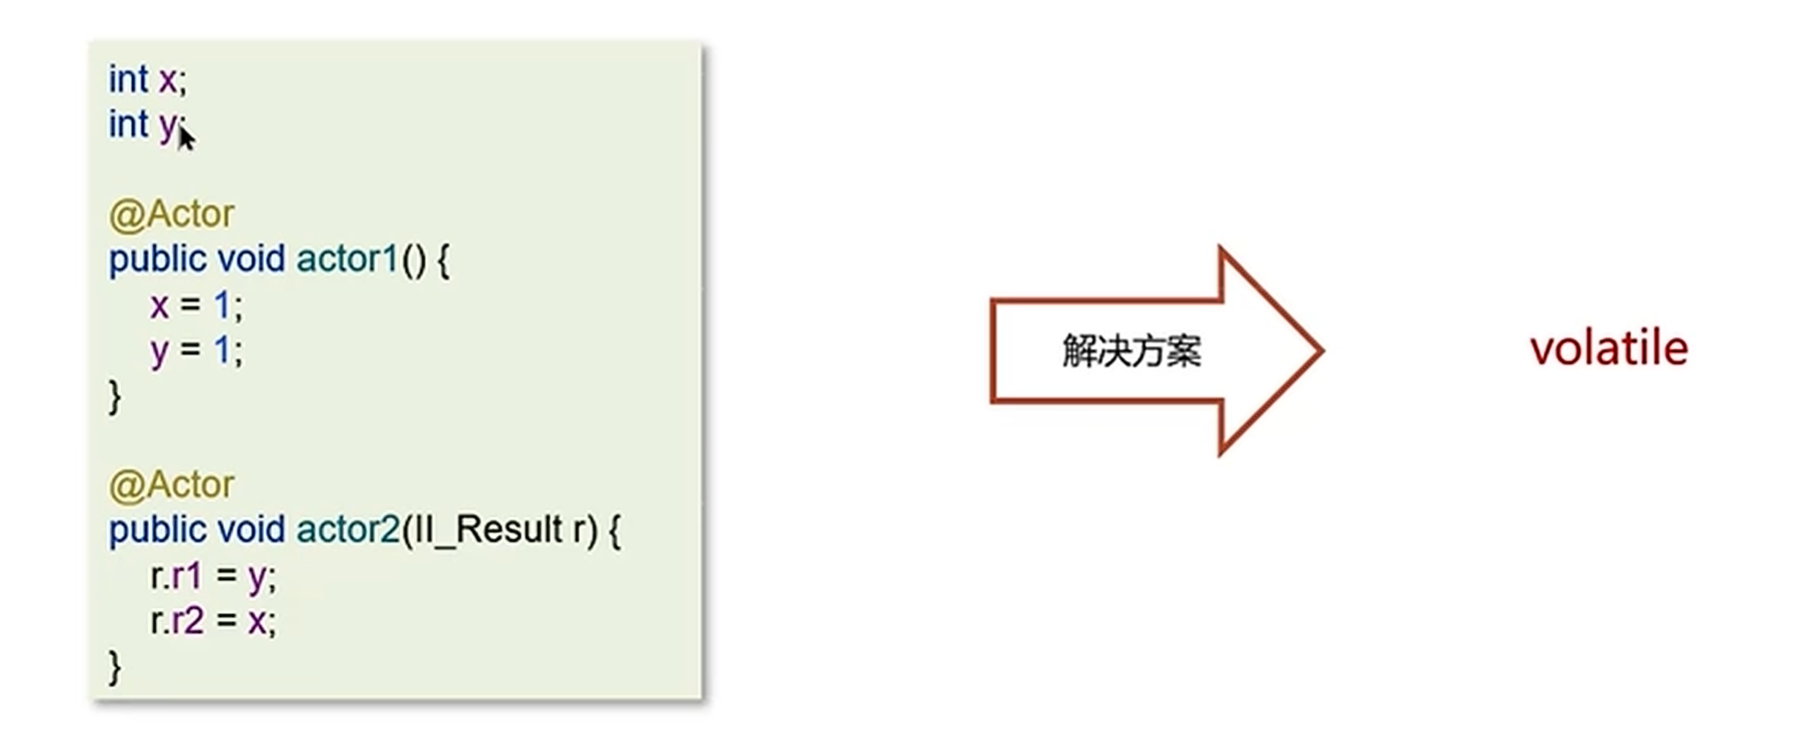 int x;
int y;
@Actor
public void actor1() {
x = 1;
y = 1;
}
@Actor
public void actor2(II_Result r) {
r.r1 = y;
r.r2 = x;
}
解决方案
volatile